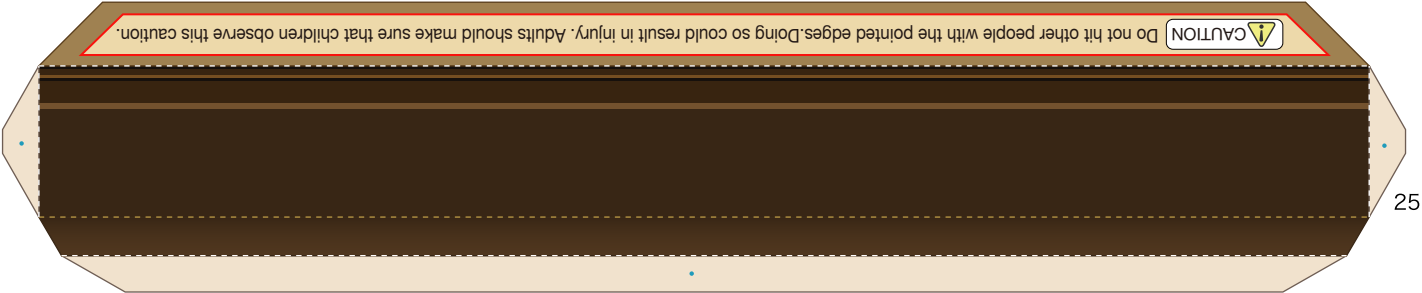 CAUTION Do not hit other people with the pointed edges.Doing so could result in injury. Adults should make sure that children observe this caution.
25